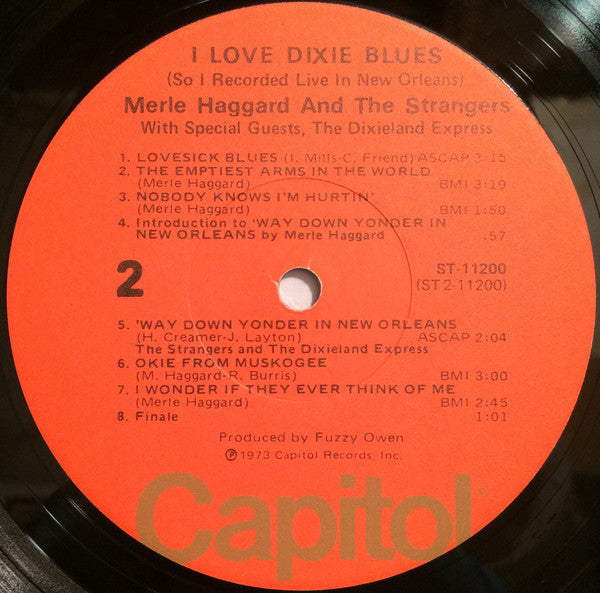 I LOVE DIXIE BLUES
(So I Recorded Live In New Orleans)
Merle Haggard And The Strangers
With Special Guests, The Dixieland Express
1. LOVESICK BLUES (I. Mills-C. Friend) ASCAP 3:15
2. THE EMPTIEST ARMS IN THE WORLD
(Merle Haggard) BMI 3:19
3. NOBODY KNOWS I'M HURTIN'
(Merle Haggard) BMI 1:50
4. Introduction to 'WAY DOWN YONDER IN
NEW ORLEANS by Merle Haggard :57
2
ST-11200
(ST2-11200)
5. 'WAY DOWN YONDER IN NEW ORLEANS
(H. Creamer-J. Layton) ASCAP 2:04
The Strangers and The Dixieland Express
6. OKIE FROM MUSKOGEE
(M. Haggard-R. Burris) BMI 3:00
7. I WONDER IF THEY EVER THINK OF ME
(Merle Haggard) BMI 2:45
8. Finale 1:01
Produced by Fuzzy Owen
℗ 1973 Capitol Records, Inc.
Capitol